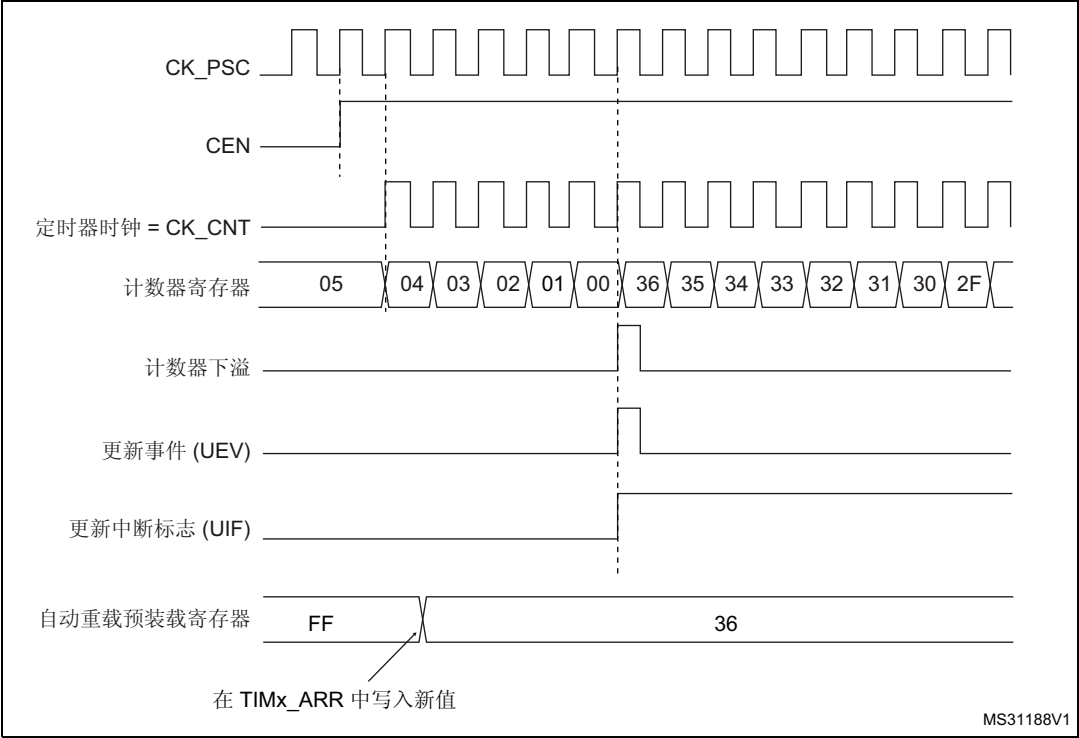 CK_PSC
CEN
定时器时钟 = CK_CNT
计数器寄存器 05 04 03 02 01 00 36 35 34 33 32 31 30 2F
计数器下溢
更新事件 (UEV)
更新中断标志 (UIF)
自动重载预装载寄存器 FF 36
在 TIMx_ARR 中写入新值
MS31188V1